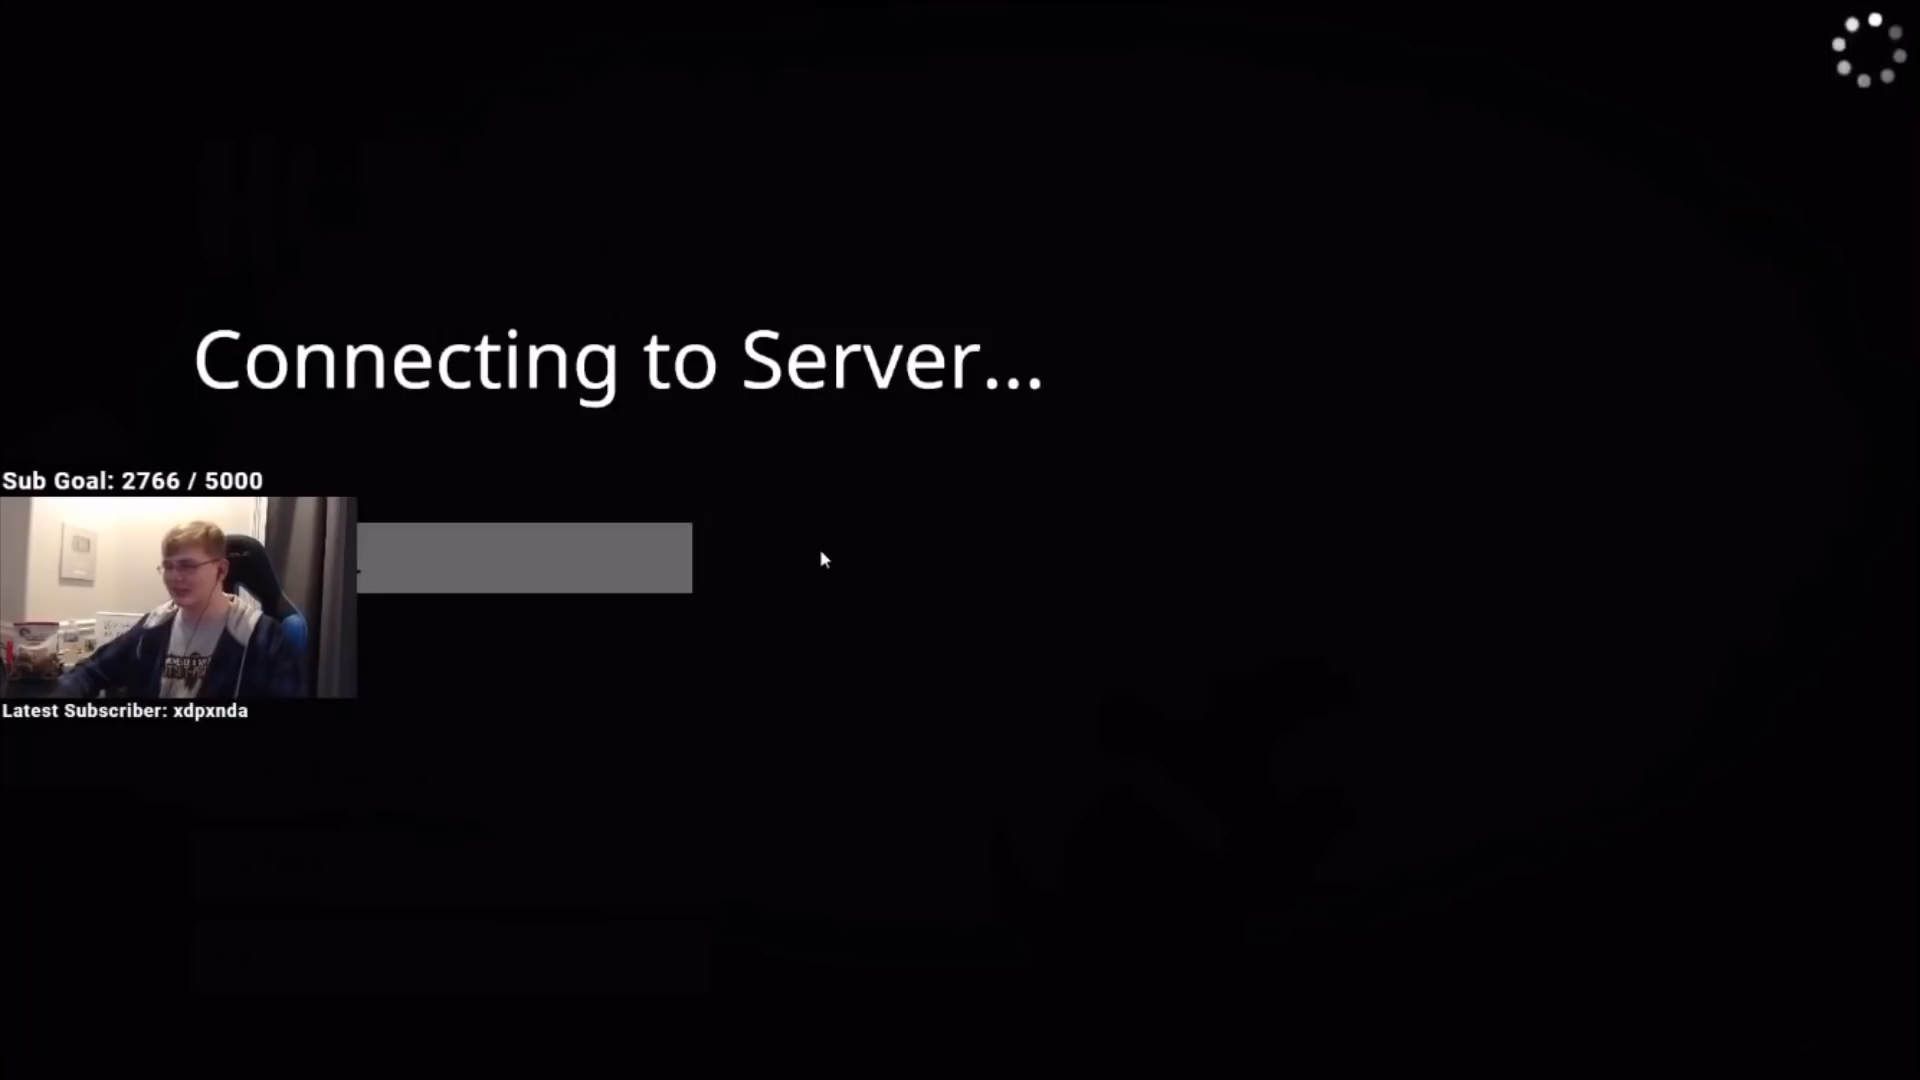 Connecting to Server...
Sub Goal: 2766 / 5000
Latest Subscriber: xdpxnda